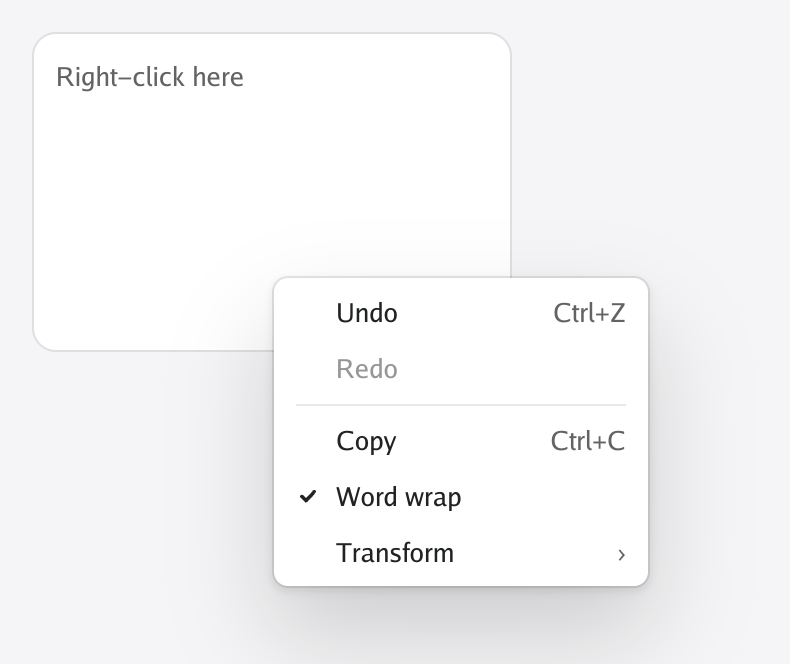 Right–click here
Undo Ctrl+Z
Redo
Copy Ctrl+C
Word wrap
Transform ›